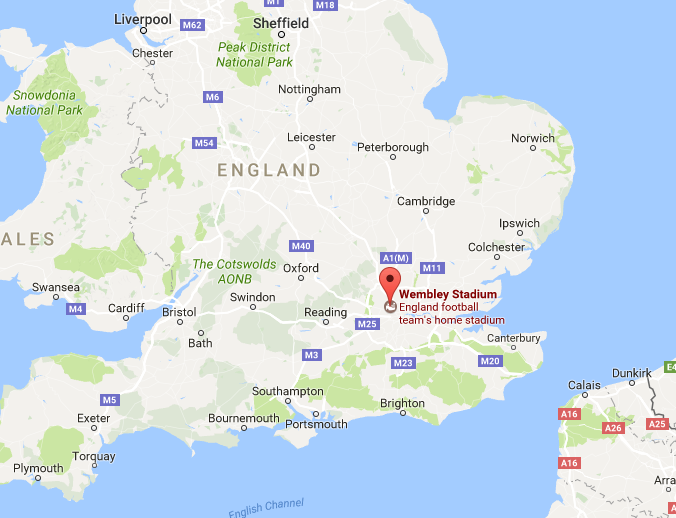 M1
M18
Liverpool
M62
Sheffield
Chester
Peak District
National Park
Snowdonia
National Park
M6
Nottingham
M54
Leicester
Peterborough
Norwich
ENGLAND
Cambridge
Ipswich
ALES
M40
A1(M)
Colchester
The Cotswolds
AONB
Oxford
M11
Swansea
Wembley Stadium
England football
team's home stadium
M4
Cardiff
Bristol
Swindon
Reading
M25
Bath
Canterbury
M3
M23
M20
Dunkirk
E4
Calais
M5
Southampton
Brighton
A16
Exeter
Bournemouth
Portsmouth
A26
A25
Torquay
Plymouth
A16
Arra
English Channel
A